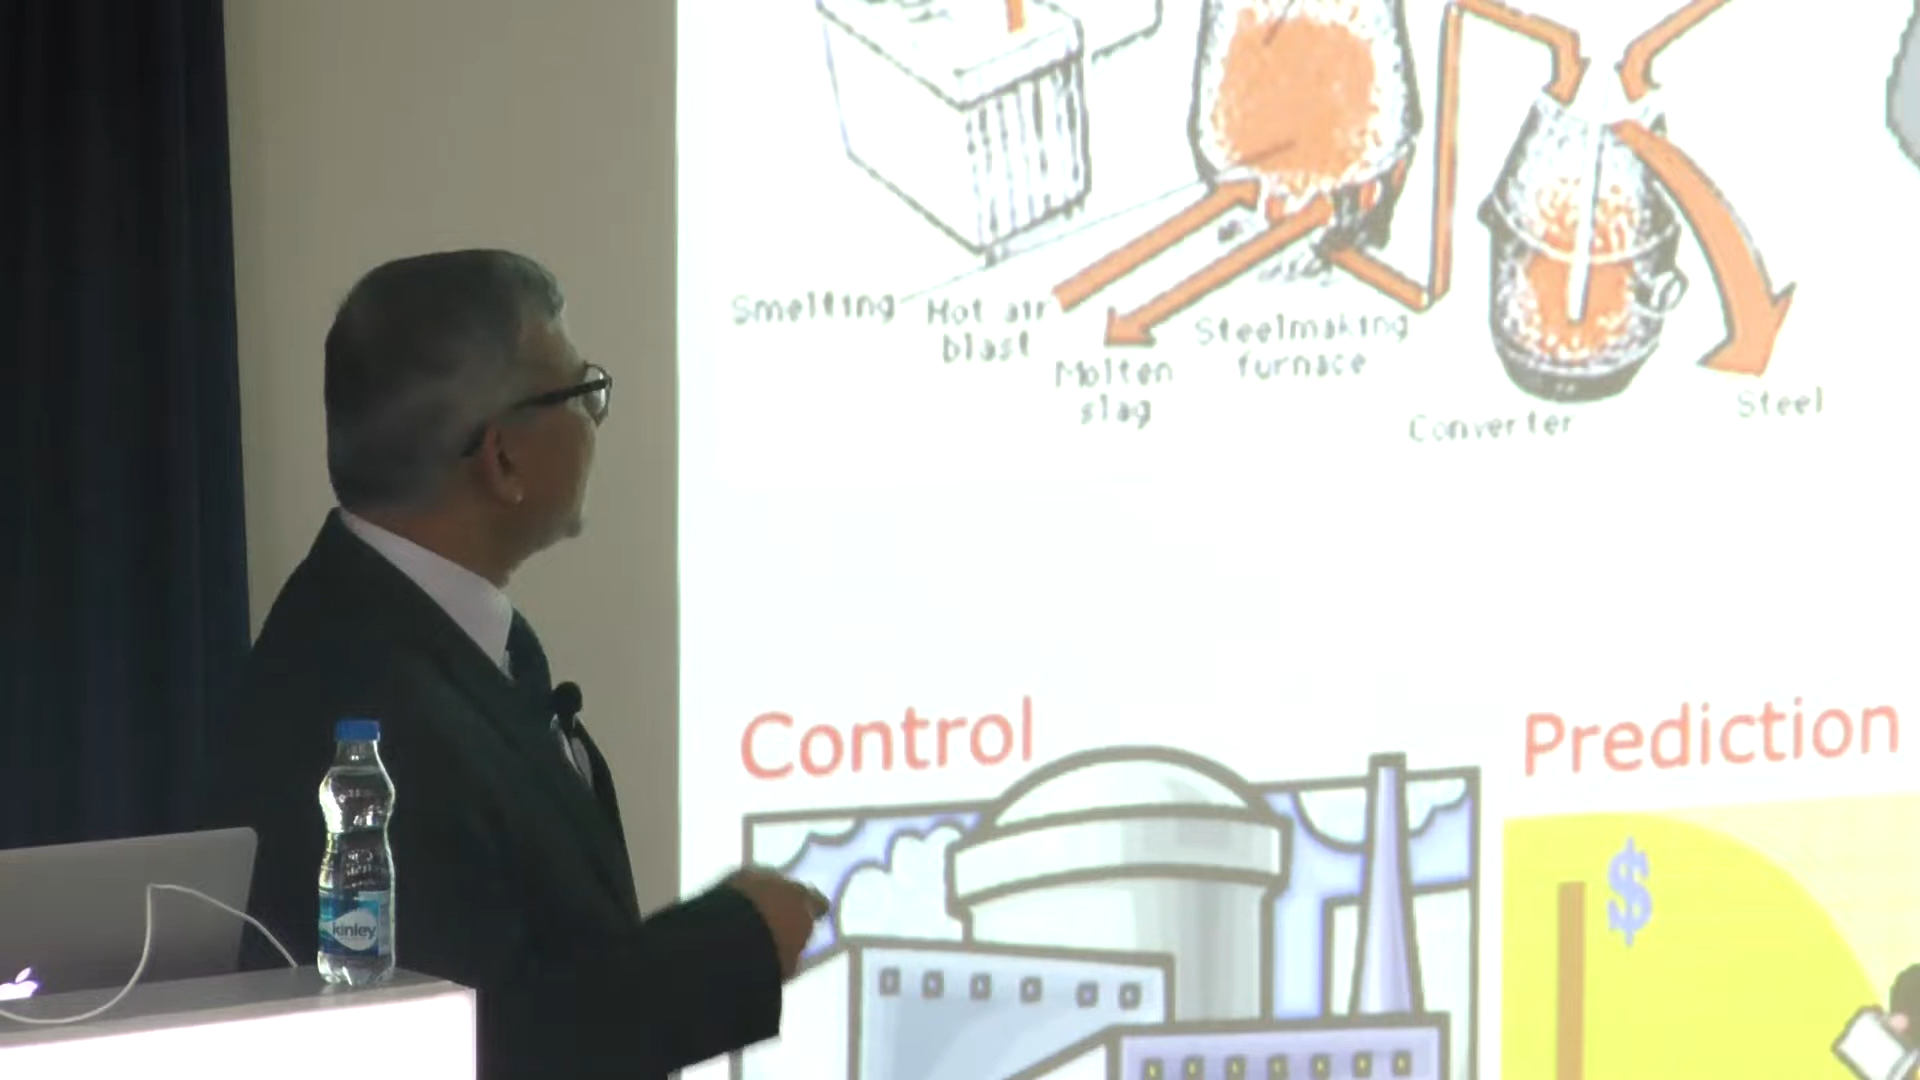 Smelting
Hot air
blast
Molten
slag
Steelmaking
furnace
Converter
Steel
Control
Prediction
$
kinley